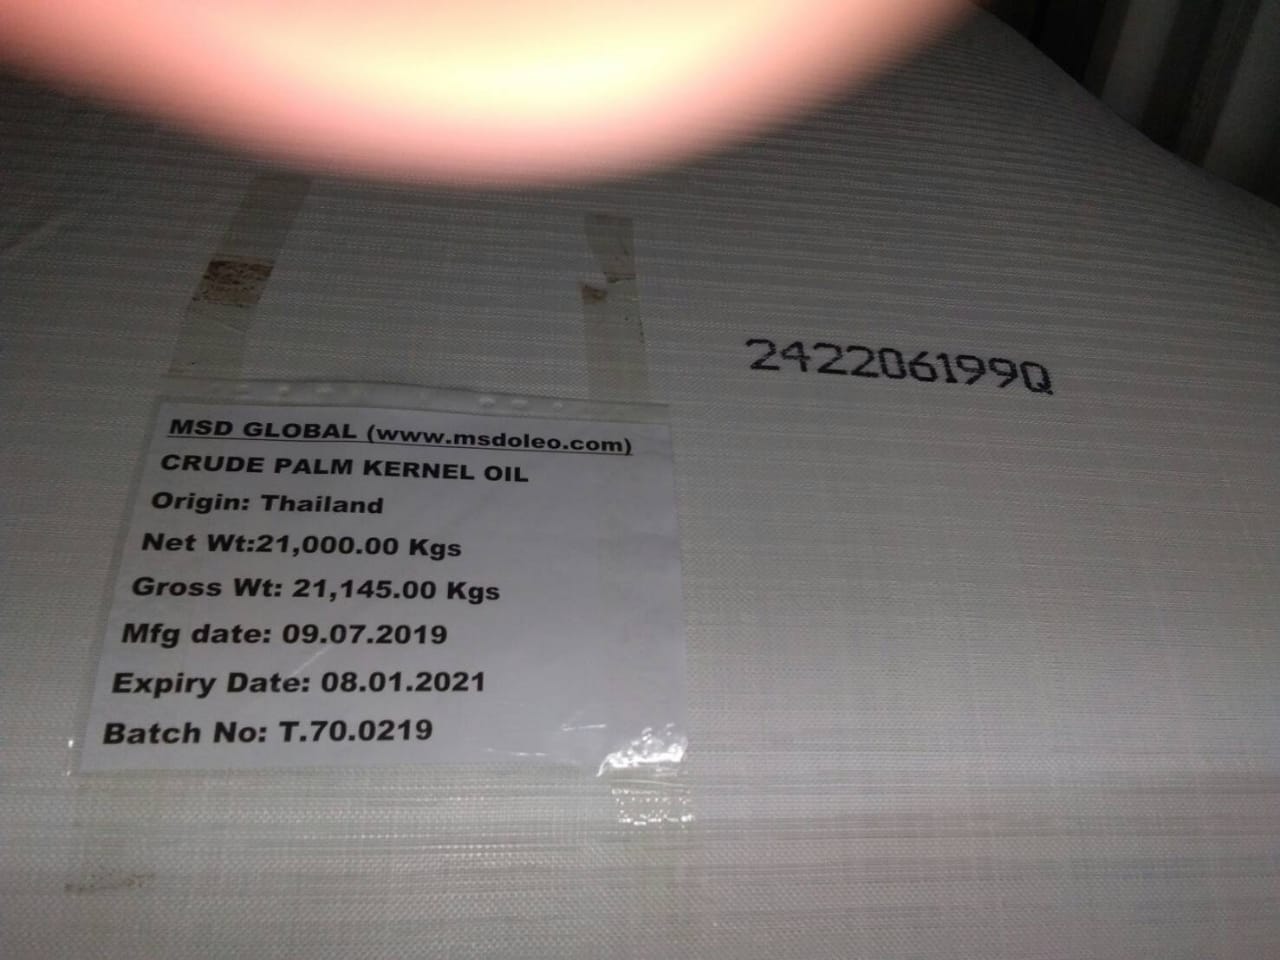 242206199Q
MSD GLOBAL (www.msdoleo.com)
CRUDE PALM KERNEL OIL
Origin: Thailand
Net Wt:21,000.00 Kgs
Gross Wt: 21,145.00 Kgs
Mfg date: 09.07.2019
Expiry Date: 08.01.2021
Batch No: T.70.0219